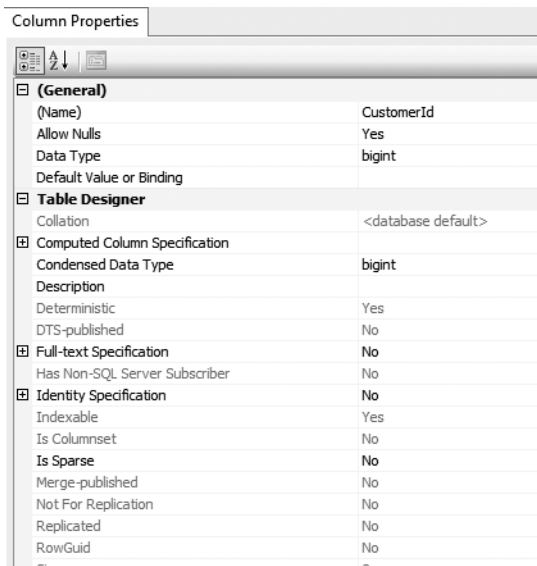 Column Properties
(General)
(Name) CustomerId
Allow Nulls Yes
Data Type bigint
Default Value or Binding
Table Designer
Collation <database default>
Computed Column Specification
Condensed Data Type bigint
Description
Deterministic Yes
DTS-published No
Full-text Specification No
Has Non-SQL Server Subscriber No
Identity Specification No
Indexable Yes
Is Columnset No
Is Sparse No
Merge-published No
Not For Replication No
Replicated No
RowGuid No